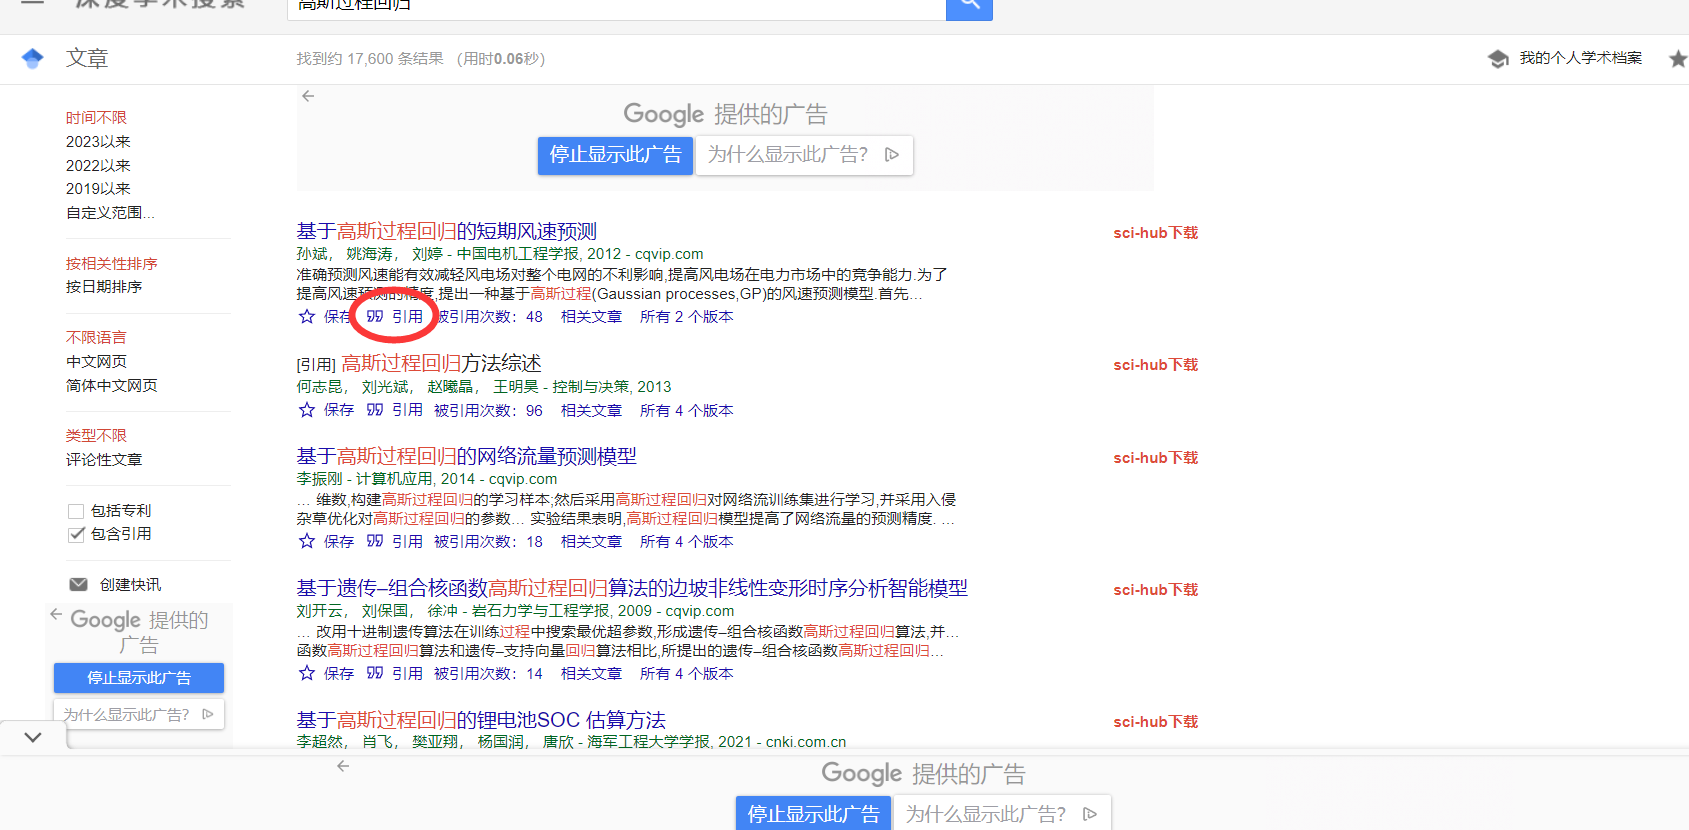 深度学术搜索
高斯过程回归
文章
找到约 17,600 条结果 （用时0.06秒）
我的个人学术档案
时间不限
2023以来
2022以来
2019以来
自定义范围...
按相关性排序
按日期排序
不限语言
中文网页
简体中文网页
类型不限
评论性文章
包括专利
包含引用
创建快讯
Google 提供的
广告
停止显示此广告
为什么显示此广告?
Google 提供的广告
停止显示此广告 为什么显示此广告?
基于高斯过程回归的短期风速预测 sci-hub下载
孙斌， 姚海涛， 刘婷 - 中国电机工程学报, 2012 - cqvip.com
准确预测风速能有效减轻风电场对整个电网的不利影响,提高风电场在电力市场中的竞争能力.为了
提高风速预测的精度,提出一种基于高斯过程(Gaussian processes,GP)的风速预测模型.首先…
保存 引用 被引用次数：48 相关文章 所有 2 个版本
[引用] 高斯过程回归方法综述 sci-hub下载
何志昆， 刘光斌， 赵曦晶， 王明昊 - 控制与决策, 2013
保存 引用 被引用次数：96 相关文章 所有 4 个版本
基于高斯过程回归的网络流量预测模型 sci-hub下载
李振刚 - 计算机应用, 2014 - cqvip.com
… 维数,构建高斯过程回归的学习样本;然后采用高斯过程回归对网络流训练集进行学习,并采用入侵
杂草优化对高斯过程回归的参数… 实验结果表明,高斯过程回归模型提高了网络流量的预测精度. …
保存 引用 被引用次数：18 相关文章 所有 4 个版本
基于遗传–组合核函数高斯过程回归算法的边坡非线性变形时序分析智能模型 sci-hub下载
刘开云， 刘保国， 徐冲 - 岩石力学与工程学报, 2009 - cqvip.com
… 改用十进制遗传算法在训练过程中搜索最优超参数,形成遗传–组合核函数高斯过程回归算法,并…
函数高斯过程回归算法和遗传–支持向量回归算法相比,所提出的遗传–组合核函数高斯过程回归…
保存 引用 被引用次数：14 相关文章 所有 4 个版本
基于高斯过程回归的锂电池SOC 估算方法 sci-hub下载
李超然， 肖飞， 樊亚翔， 杨国润， 唐欣 - 海军工程大学学报, 2021 - cnki.com.cn
Google 提供的广告
停止显示此广告 为什么显示此广告?